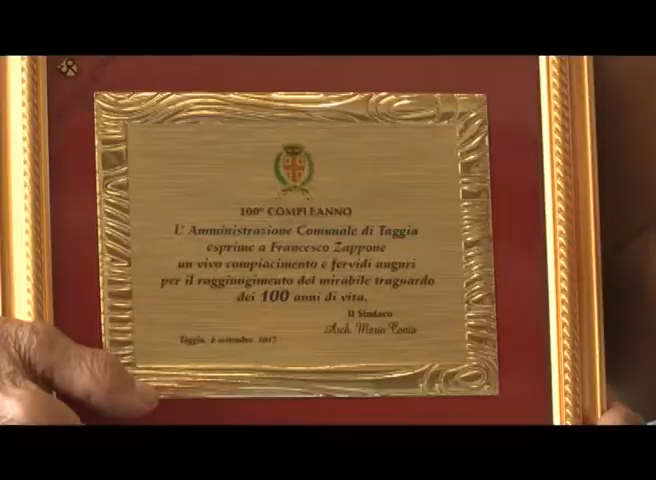 100° COMPLEANNO
L' Amministrazione Comunale di Taggia
esprime a Francesco Zappone
un vivo compiacimento e fervidi auguri
per il raggiungimento del mirabile traguardo
dei 100 anni di vita.
Il Sindaco
Arch. Mario Conio
Taggia, 6 settembre 2017